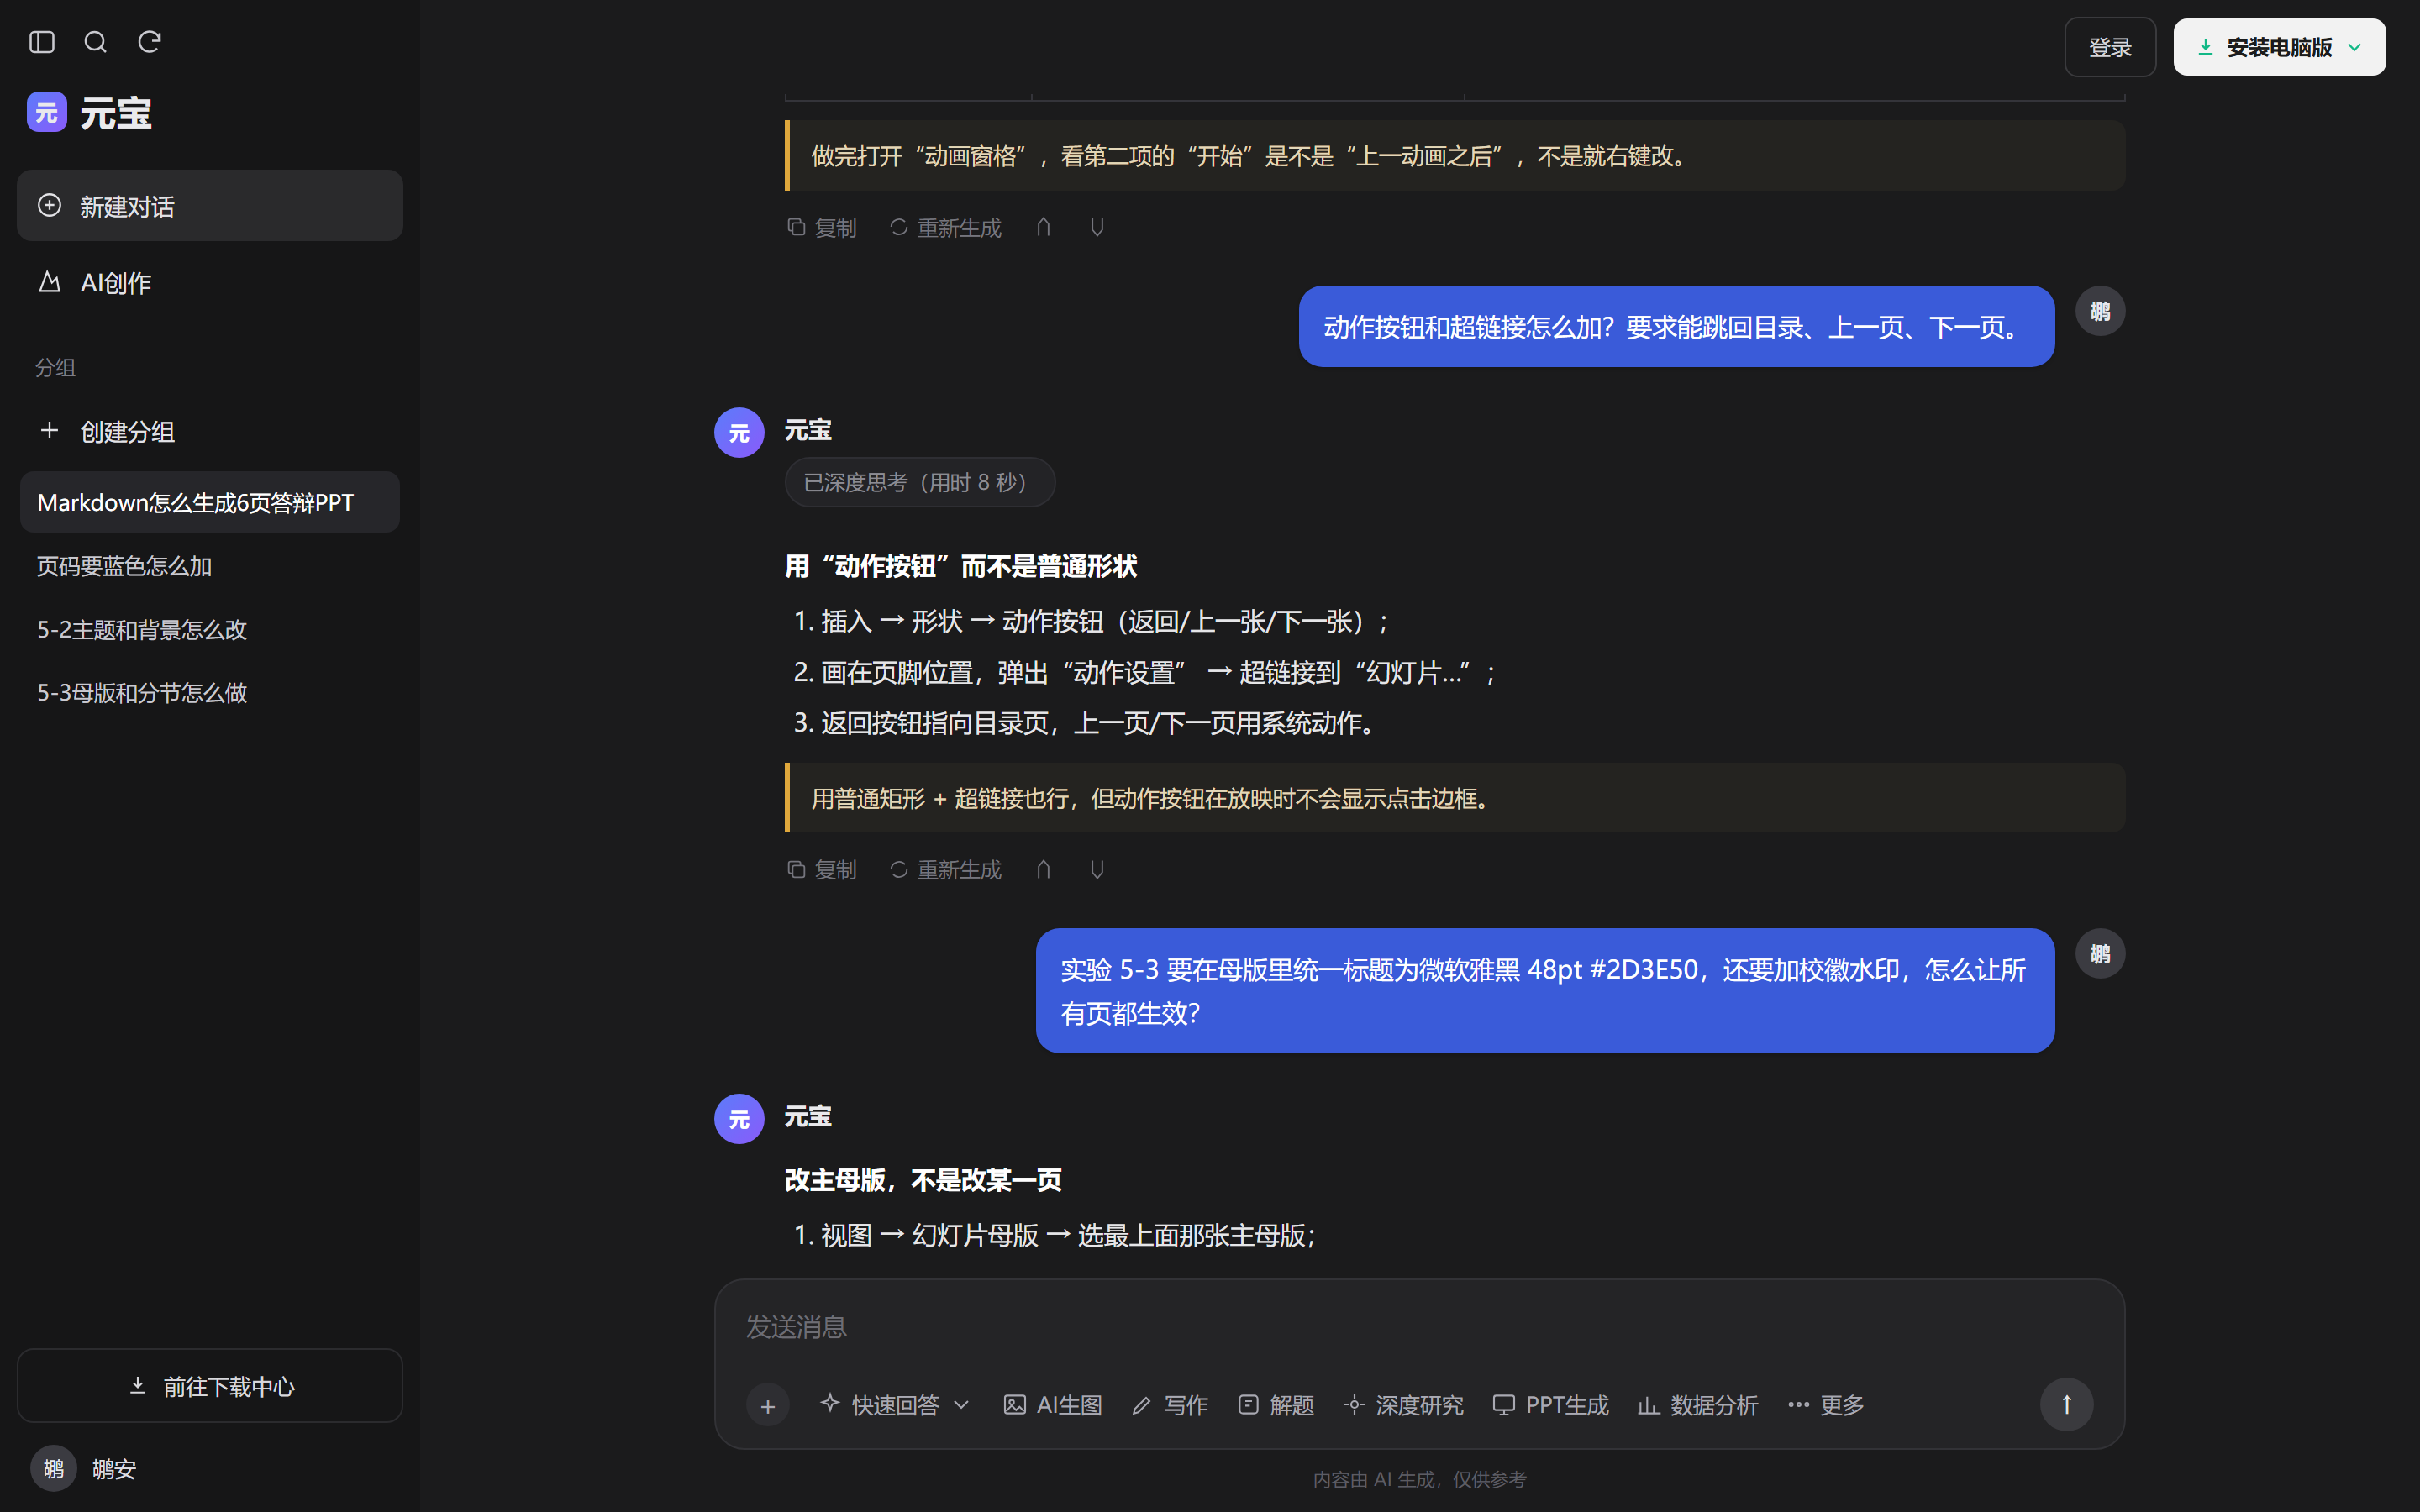 元 元宝
新建对话
AI创作
分组
创建分组
Markdown怎么生成6页答辩PPT
页码要蓝色怎么加
5-2主题和背景怎么改
5-3母版和分节怎么做
前往下载中心
登录
安装电脑版
做完打开“动画窗格”，看第二项的“开始”是不是“上一动画之后”，不是就右键改。
复制 重新生成
动作按钮和超链接怎么加？要求能跳回目录、上一页、下一页。
元 元宝
已深度思考（用时 8 秒）
用“动作按钮”而不是普通形状
1. 插入 → 形状 → 动作按钮（返回/上一张/下一张）；
2. 画在页脚位置，弹出“动作设置” → 超链接到“幻灯片…”；
3. 返回按钮指向目录页，上一页/下一页用系统动作。
用普通矩形 + 超链接也行，但动作按钮在放映时不会显示点击边框。
复制 重新生成
实验 5-3 要在母版里统一标题为微软雅黑 48pt #2D3E50，还要加校徽水印，怎么让所
有页都生效？
元 元宝
改主母版，不是改某一页
1. 视图 → 幻灯片母版 → 选最上面那张主母版；
发送消息
快速回答 AI生图 写作 解题 深度研究 PPT生成 数据分析 更多
内容由 AI 生成，仅供参考